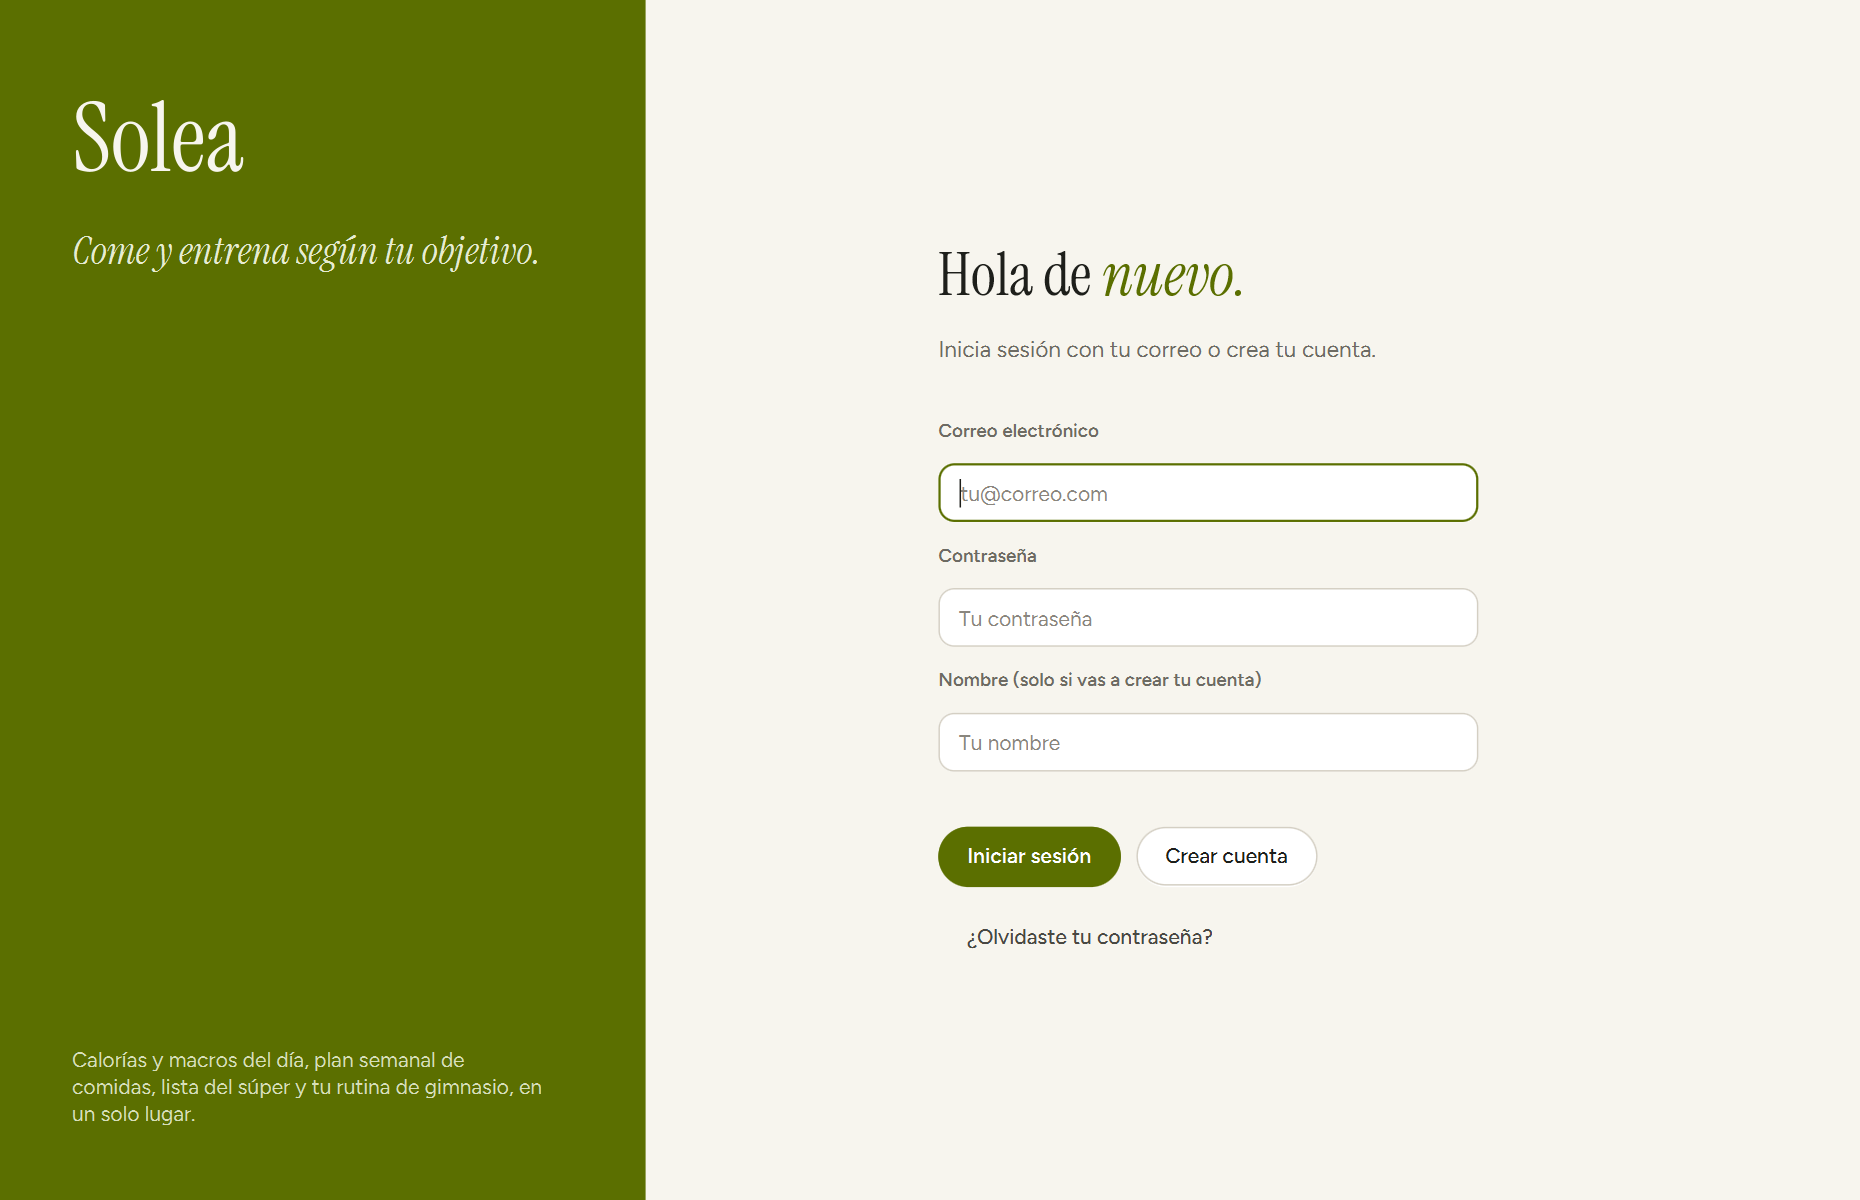 Solea
Come y entrena según tu objetivo.
Calorías y macros del día, plan semanal de
comidas, lista del súper y tu rutina de gimnasio, en
un solo lugar.
Hola de nuevo.
Inicia sesión con tu correo o crea tu cuenta.
Correo electrónico
tu@correo.com
Contraseña
Tu contraseña
Nombre (solo si vas a crear tu cuenta)
Tu nombre
Iniciar sesión
Crear cuenta
¿Olvidaste tu contraseña?